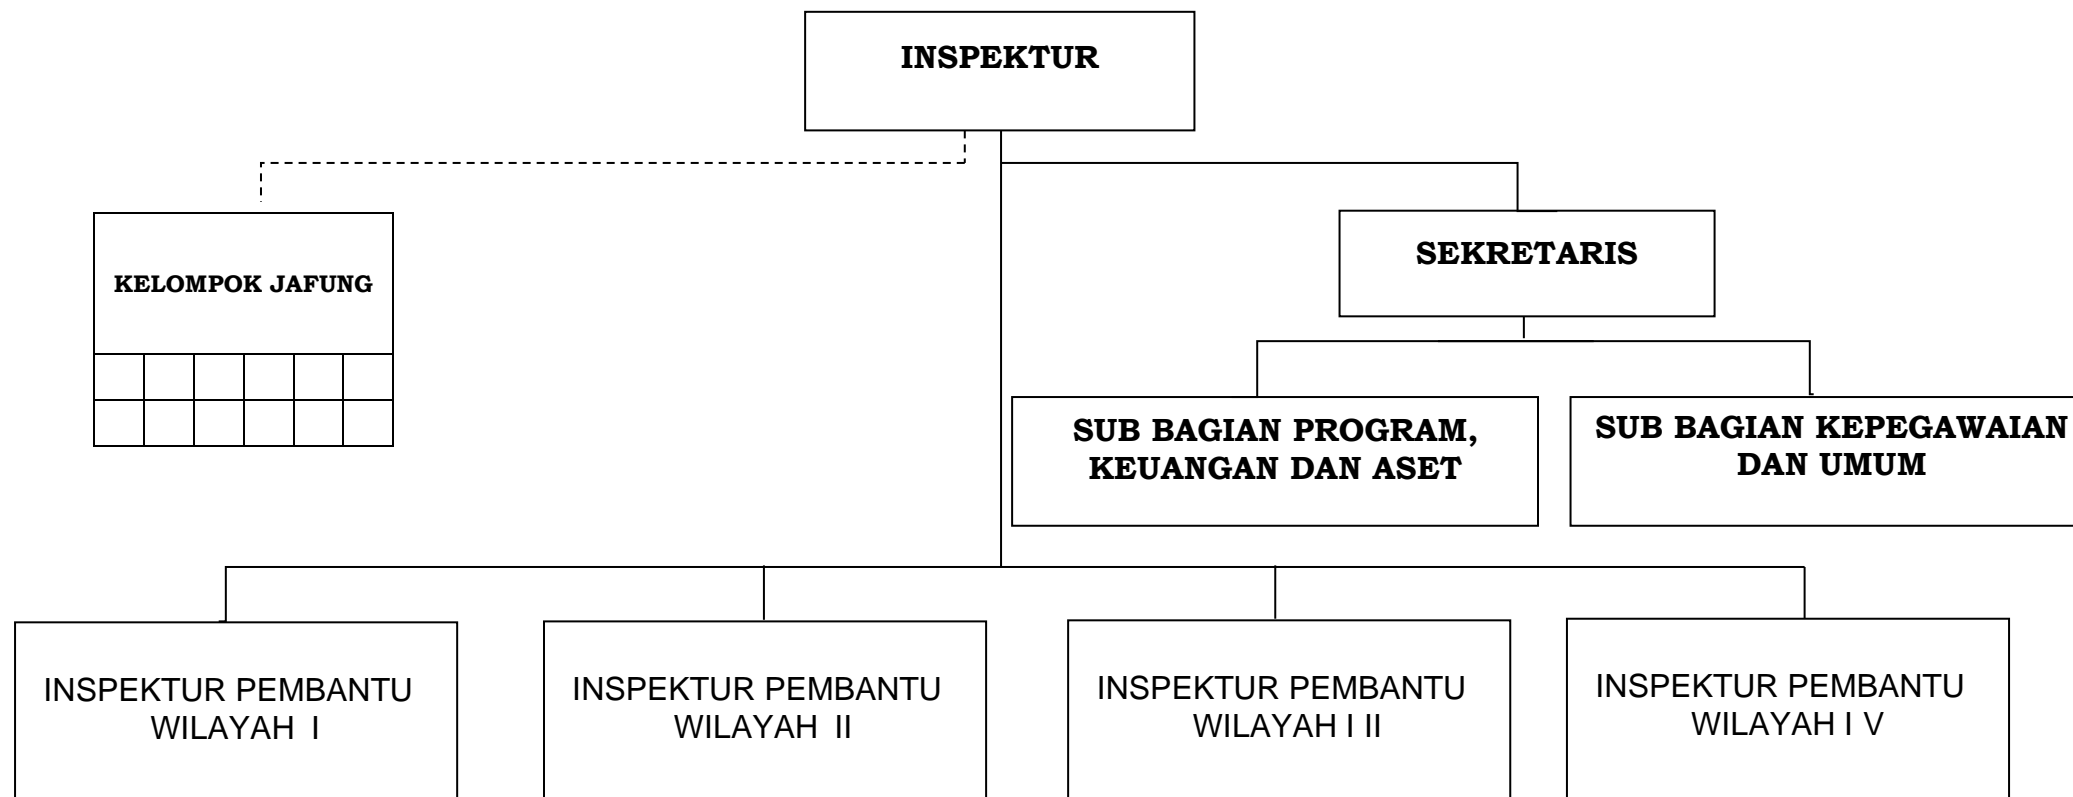 INSPEKTUR
SEKRETARIS
KELOMPOK JAFUNG
SUB BAGIAN PROGRAM,
KEUANGAN DAN ASET
SUB BAGIAN KEPEGAWAIAN
DAN UMUM
INSPEKTUR PEMBANTU
WILAYAH I
INSPEKTUR PEMBANTU
WILAYAH II
INSPEKTUR PEMBANTU
WILAYAH I II
INSPEKTUR PEMBANTU
WILAYAH I V